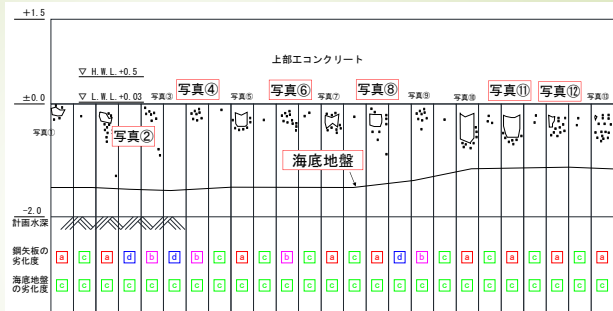 +1.5
上部エコンクリート
▽ H.W.L.+0.5
▽ L.W.L.+0.03
写真③
写真④
写真⑤
写真⑥
写真⑦
写真⑧
写真⑨
写真⑩
写真⑪
写真⑫
写真⑬
±0.0
写真①
写真②
海底地盤
-2.0
計画水深
鋼矢板の
劣化度
a c a d b d b c a c b c a c a d b c a c a c a c
海底地盤
の劣化度
c c c c c c c c c c c c c c c c c c c c c c c c